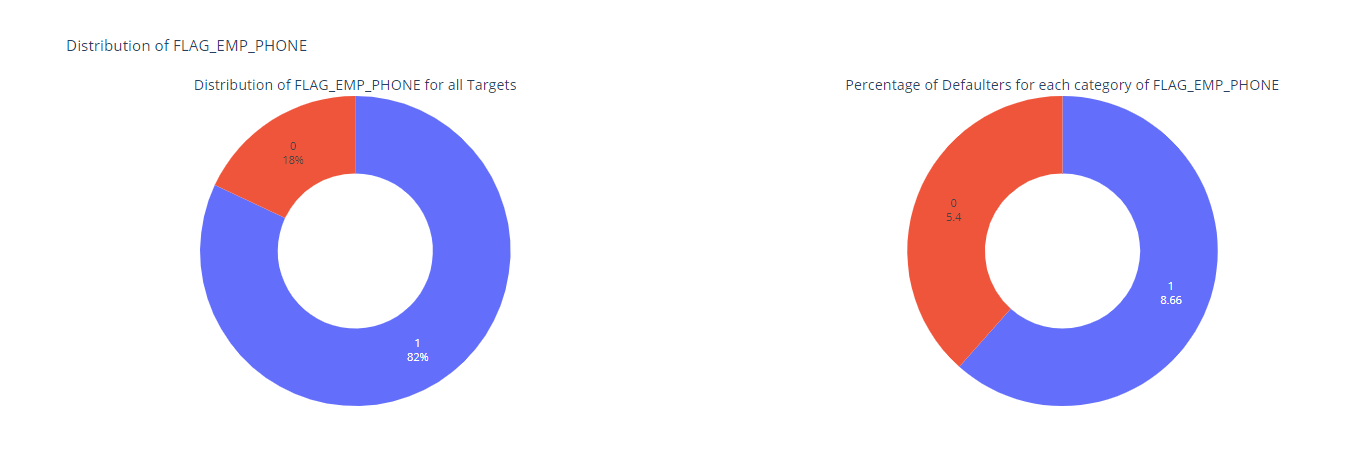 Distribution of FLAG_EMP_PHONE
Distribution of FLAG_EMP_PHONE for all Targets
0
18%
1
82%
Percentage of Defaulters for each category of FLAG_EMP_PHONE
0
5.4
1
8.66